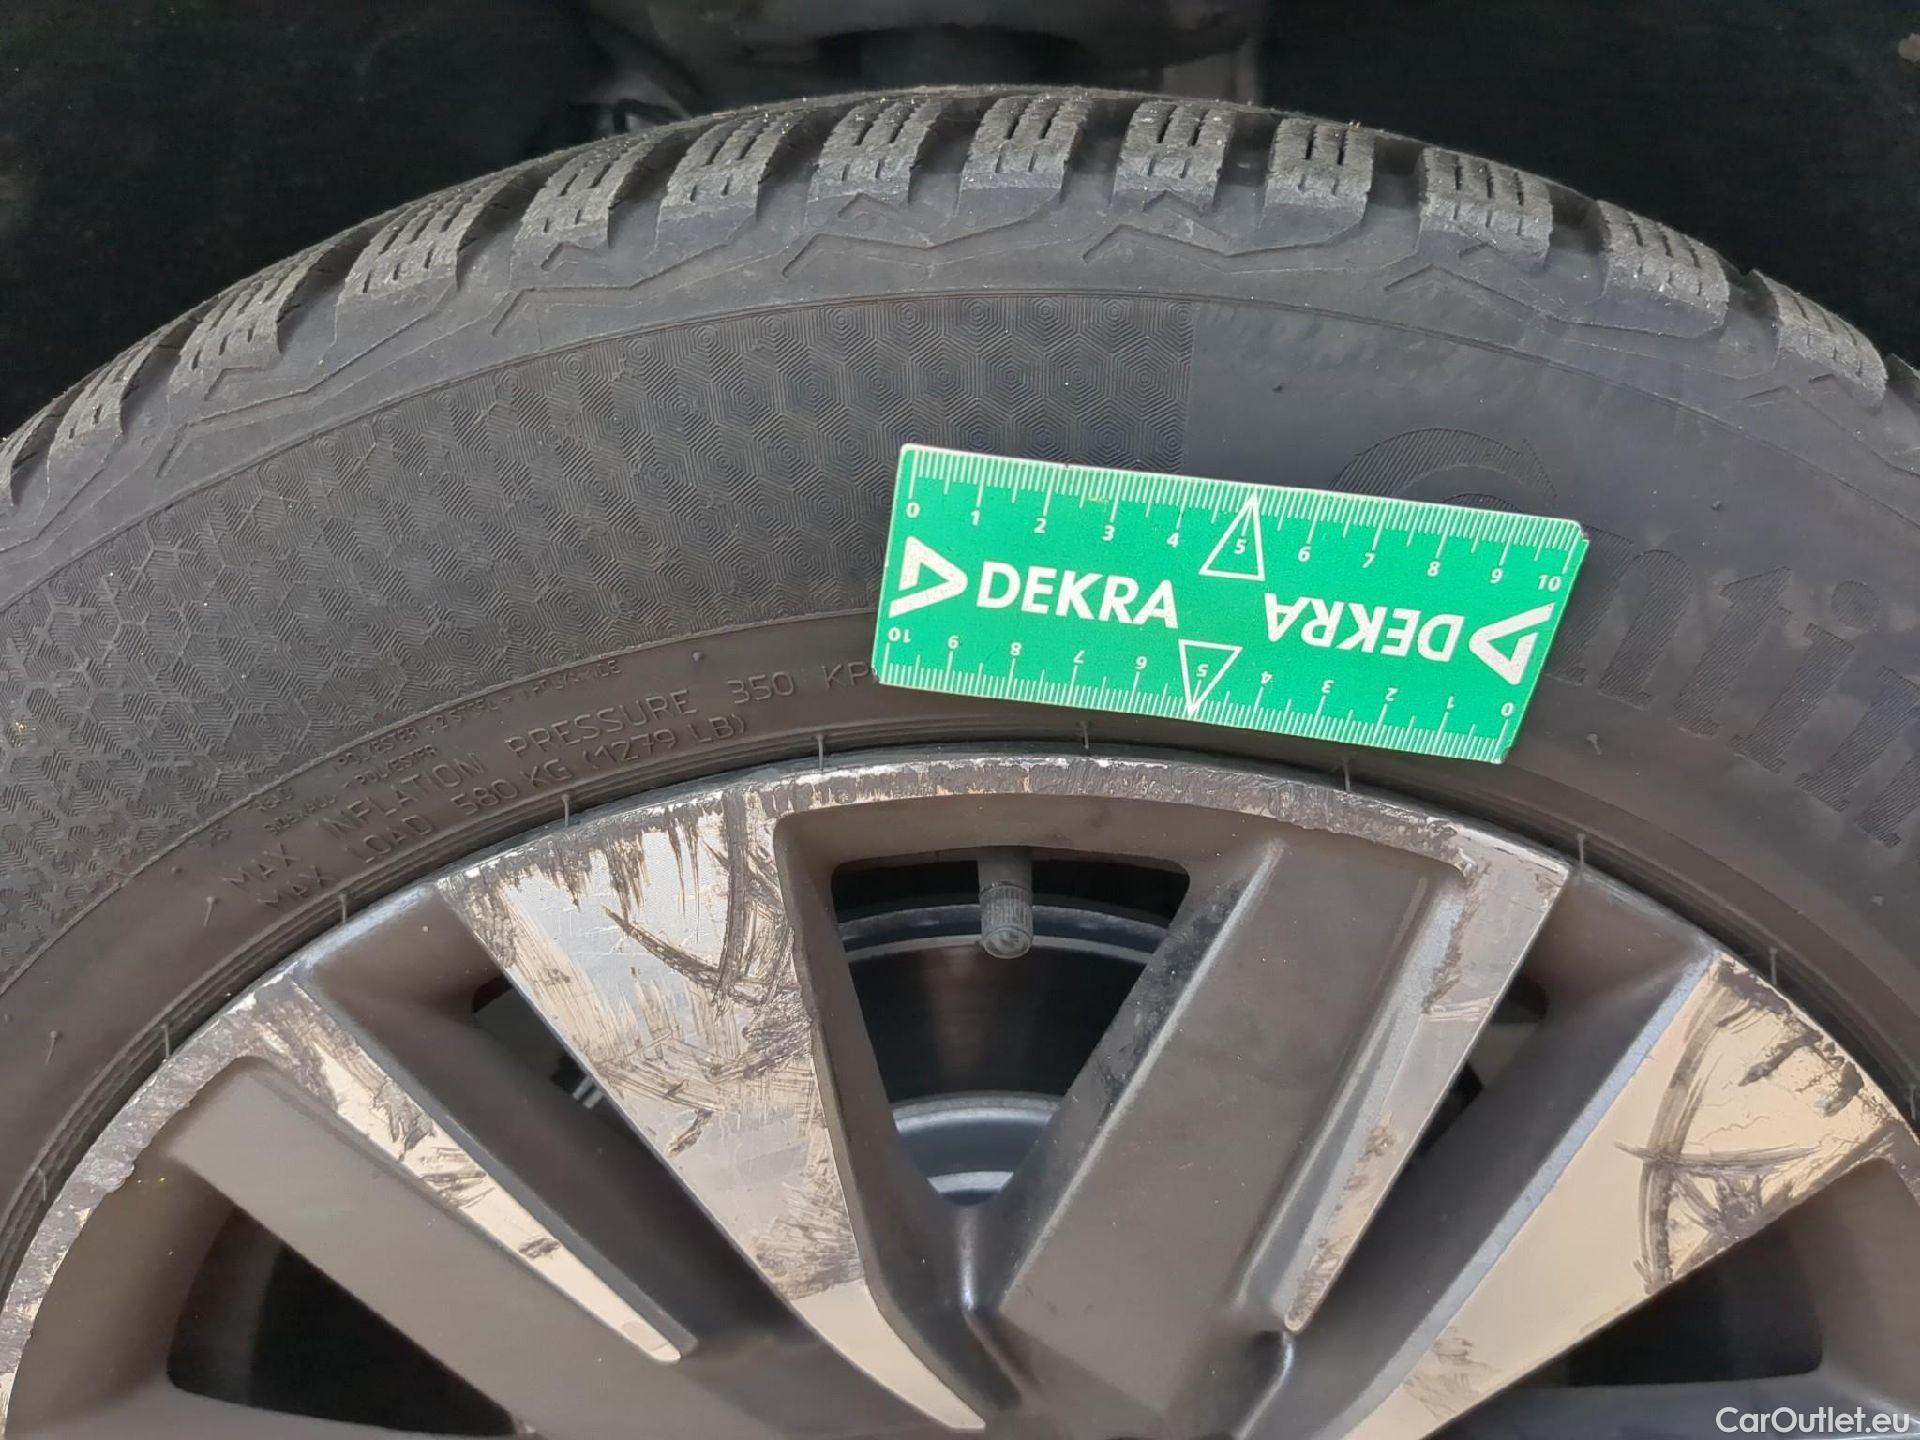 0 1 2 3 4 5 6 7 8 9 10
DEKRA
DEKRA
10 9 8 7 6 5 4 3 2 1 0
MAX INFLATION PRESSURE 350 KP
MAX LOAD 580 KG (1279 LB)
CarOutlet.eu